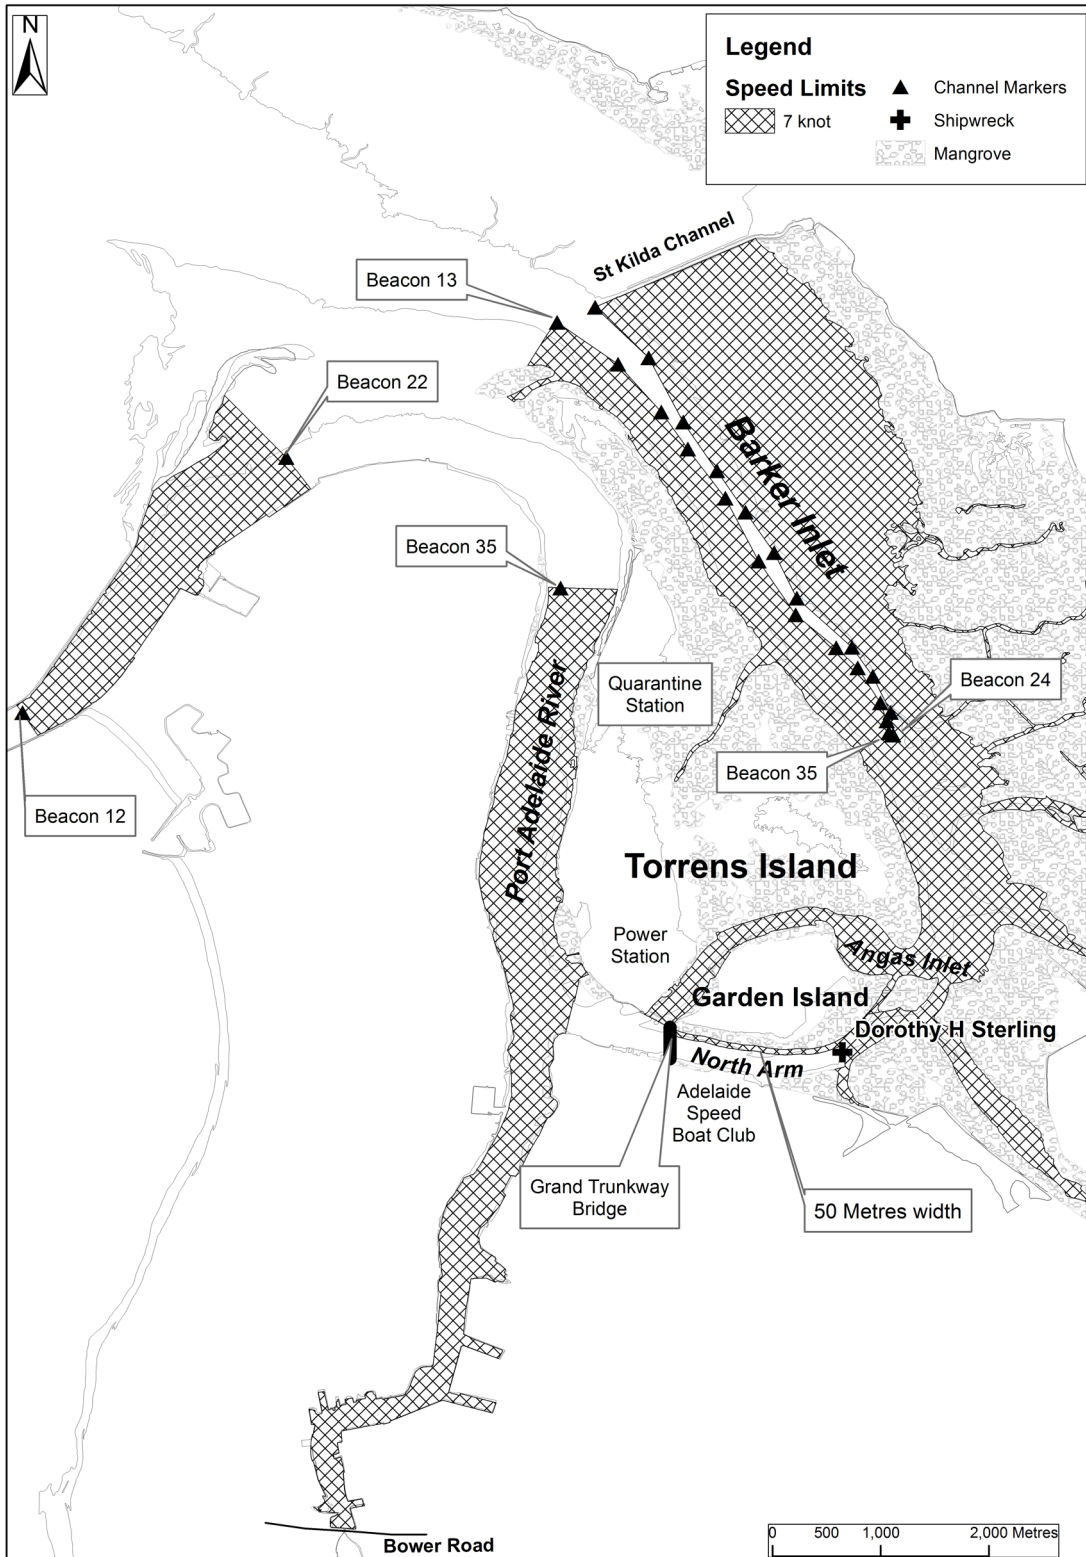 N
Legend
Speed Limits
7 knot
Channel Markers
Shipwreck
Mangrove
St Kilda Channel
Beacon 13
Beacon 22
Barker Inlet
Beacon 35
Port Adelaide River
Quarantine
Station
Beacon 24
Beacon 35
Beacon 12
Torrens Island
Power
Station
Angas Inlet
Garden Island
Dorothy H Sterling
North Arm
Adelaide
Speed
Boat Club
Grand Trunkway
Bridge
50 Metres width
Bower Road
0 500 1,000 2,000 Metres